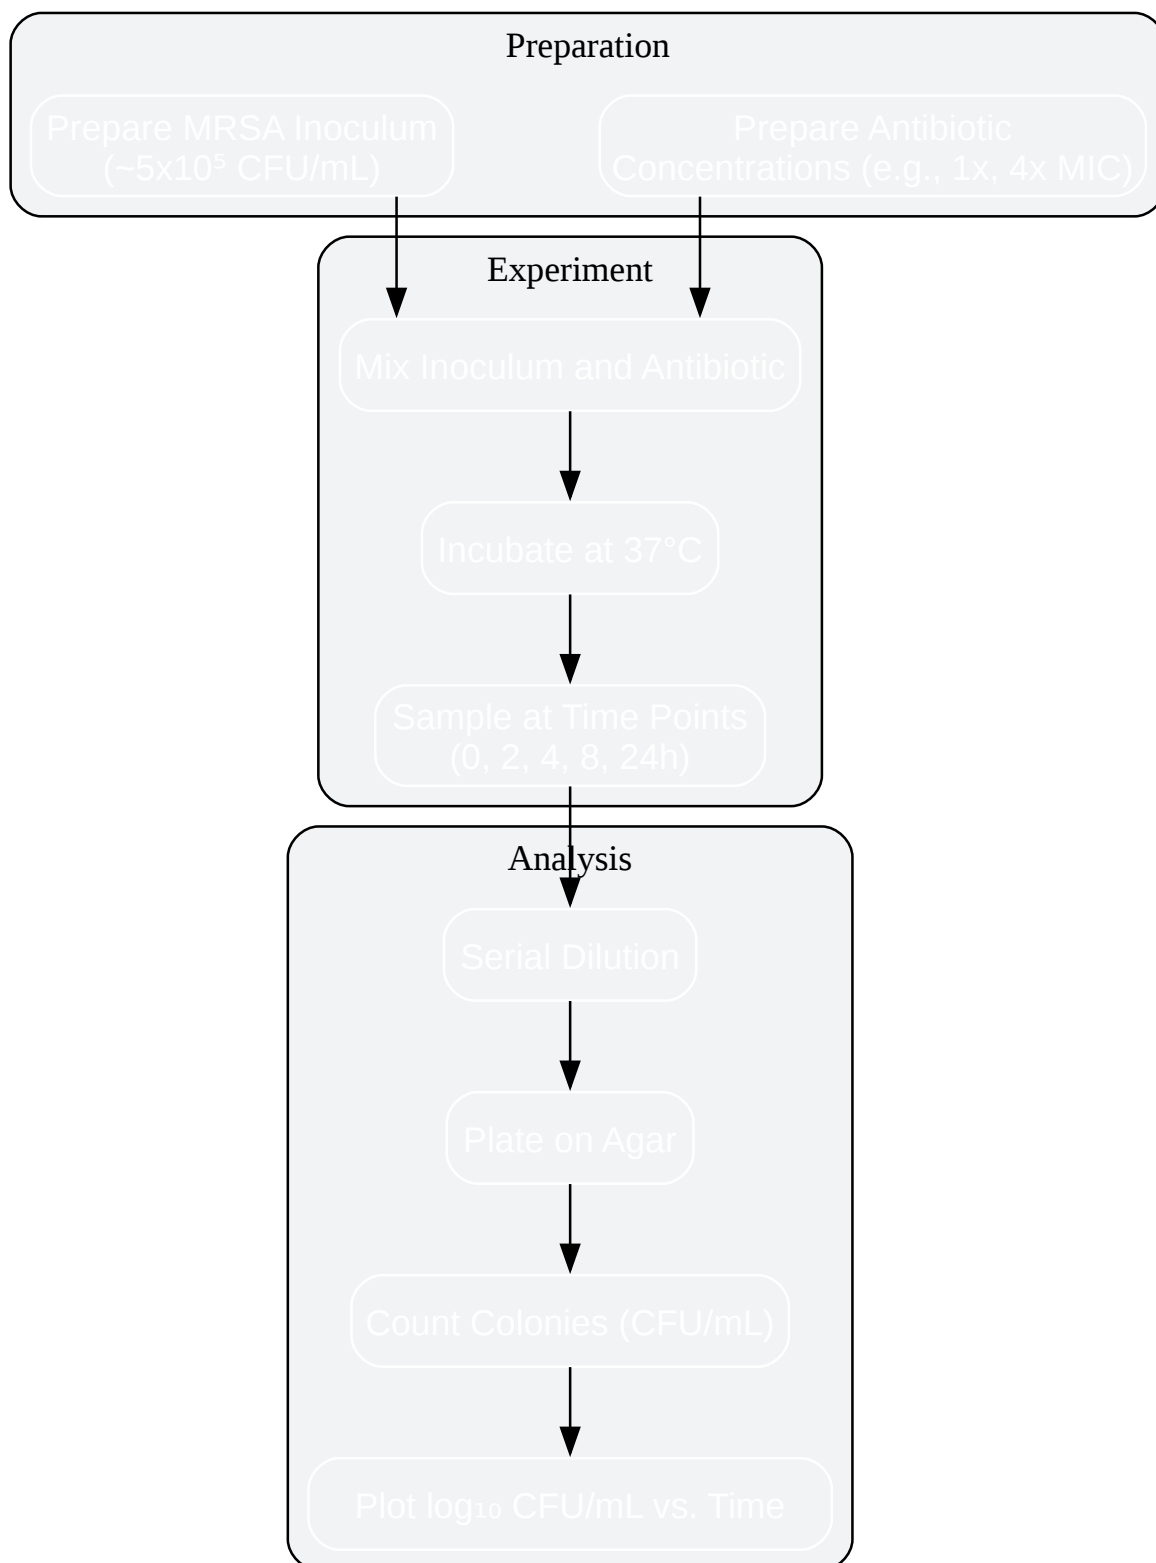 Preparation
Prepare MRSA Inoculum
(~5x10⁵ CFU/mL)
Prepare Antibiotic
Concentrations (e.g., 1x, 4x MIC)
Experiment
Mix Inoculum and Antibiotic
Incubate at 37°C
Sample at Time Points
(0, 2, 4, 8, 24h)
Analysis
Serial Dilution
Plate on Agar
Count Colonies (CFU/mL)
Plot log₁₀ CFU/mL vs. Time